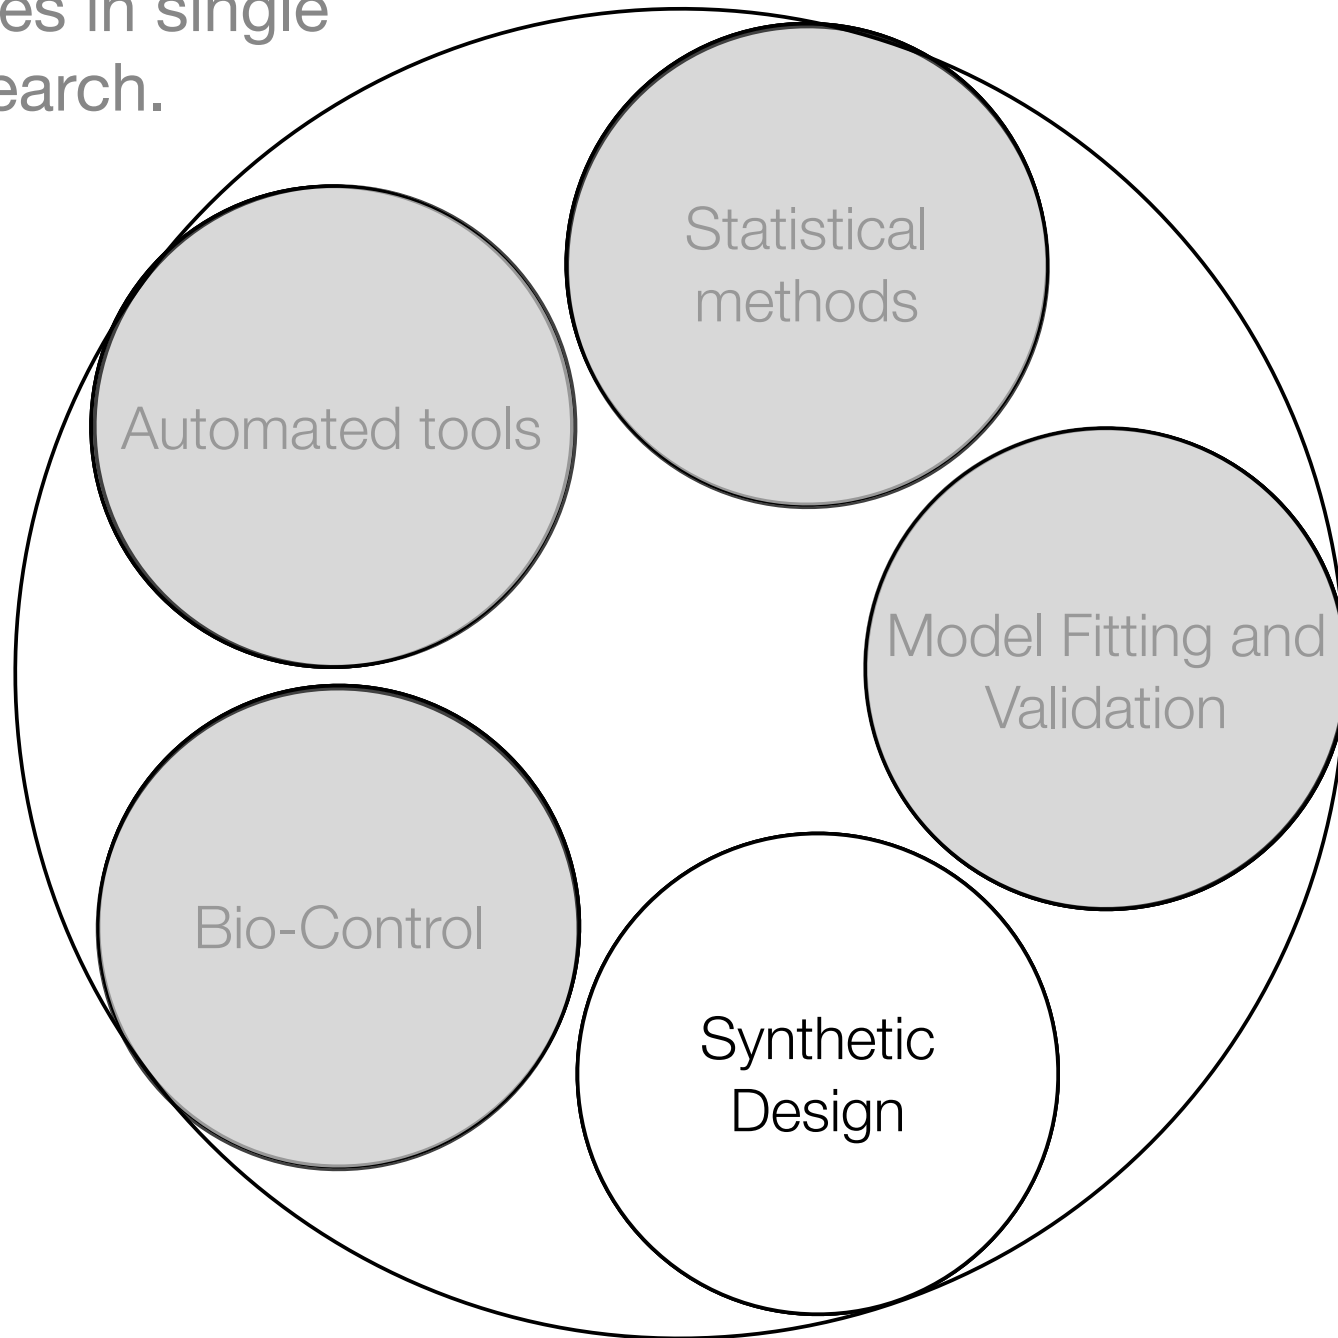 es in single
earch.
Statistical
methods
Automated tools
Model Fitting and
Validation
Bio-Control
Synthetic
Design